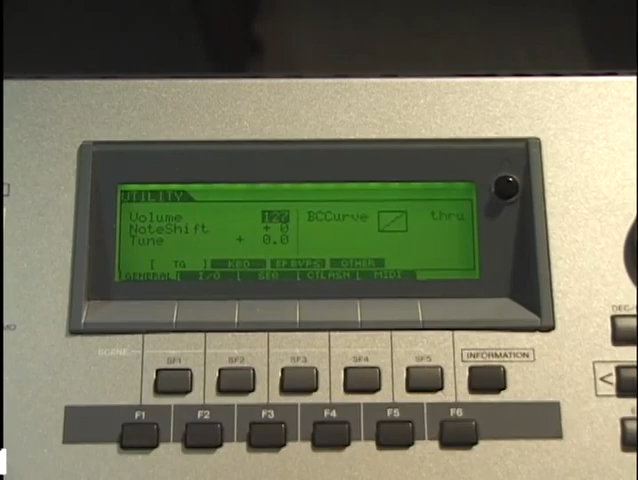 UTILITY
Volume 127 BCCurve thru
NoteShift + 0
Tune + 0.0
TG KBD EF BYPS OTHER
GENERAL I/O SEQ CTLASN MIDI
SCENE
SF1 SF2 SF3 SF4 SF5 INFORMATION
F1 F2 F3 F4 F5 F6
DEC/
<